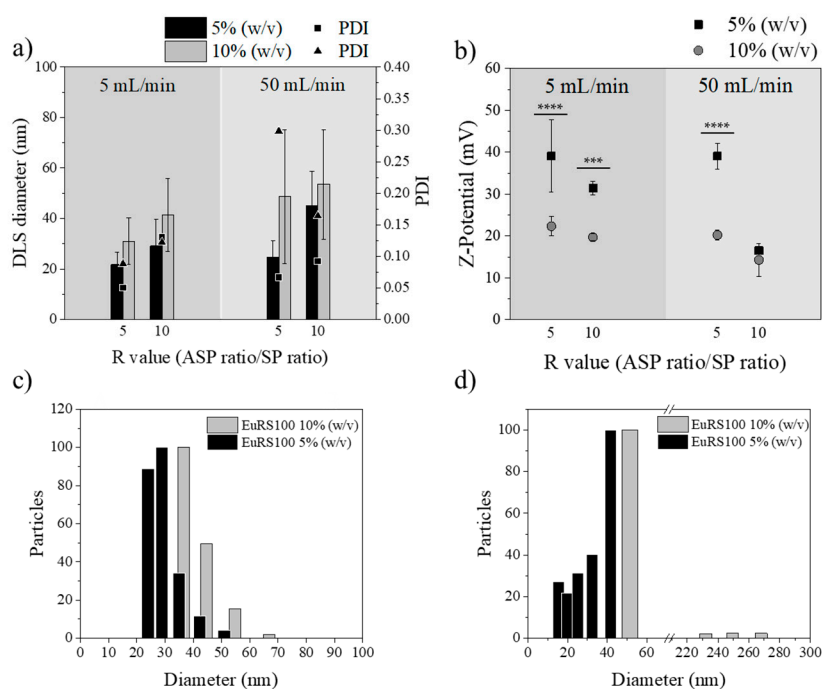 a)
5% (w/v) PDI
10% (w/v) PDI
5 mL/min 50 mL/min
100
80
60
40
20
0
DLS diameter (nm)
0.40
0.35
0.30
0.25
0.20
0.15
0.10
0.05
0.00
PDI
5 10 5 10
R value (ASP ratio/SP ratio)
b)
5% (w/v)
10% (w/v)
5 mL/min 50 mL/min
60
50
40
30
20
10
0
Z-Potential (mV)
**** *** ****
5 10 5 10
R value (ASP ratio/SP ratio)
c)
EuRS100 10% (w/v)
EuRS100 5% (w/v)
120
100
80
60
40
20
0
Particles
0 10 20 30 40 50 60 70 80 90 100
Diameter (nm)
d)
EuRS100 10% (w/v)
EuRS100 5% (w/v)
100
80
60
40
20
0
Particles
0 20 40 60 220 240 260 280 300
Diameter (nm)